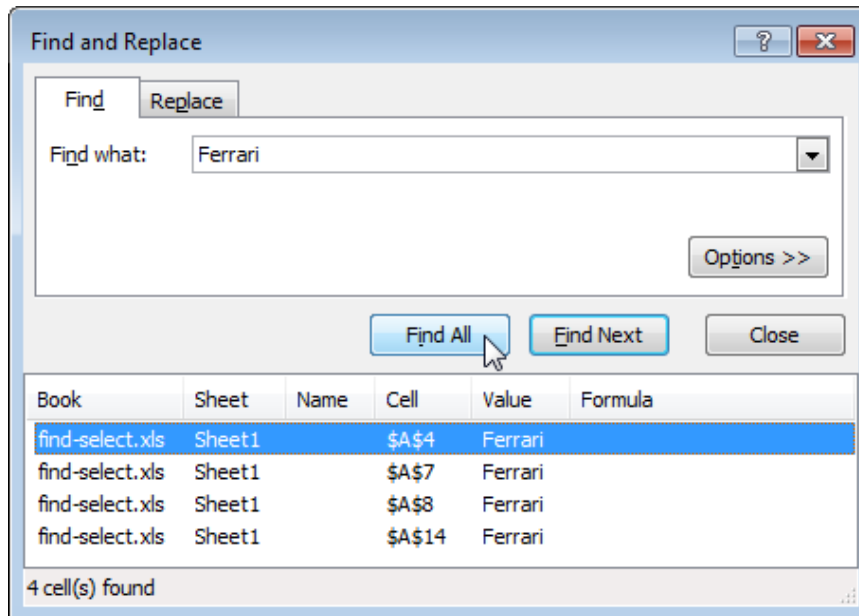 Find and Replace
Find Replace
Find what: Ferrari
Options >>
Find All Find Next Close
Book Sheet Name Cell Value Formula
find-select.xls Sheet1 $A$4 Ferrari
find-select.xls Sheet1 $A$7 Ferrari
find-select.xls Sheet1 $A$8 Ferrari
find-select.xls Sheet1 $A$14 Ferrari
4 cell(s) found